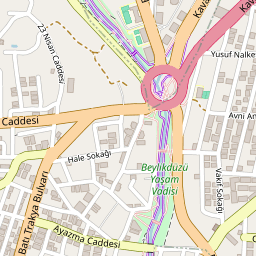 23 Nisan Caddesi
Kava
Yusuf Nalke
Caddesi
Avni An
Hale Sokağı
Beylikdüzü
Yaşam
Vadisi
Vakıf Sokağı
Batı Trakya Bulvarı
Ayazma Caddesi